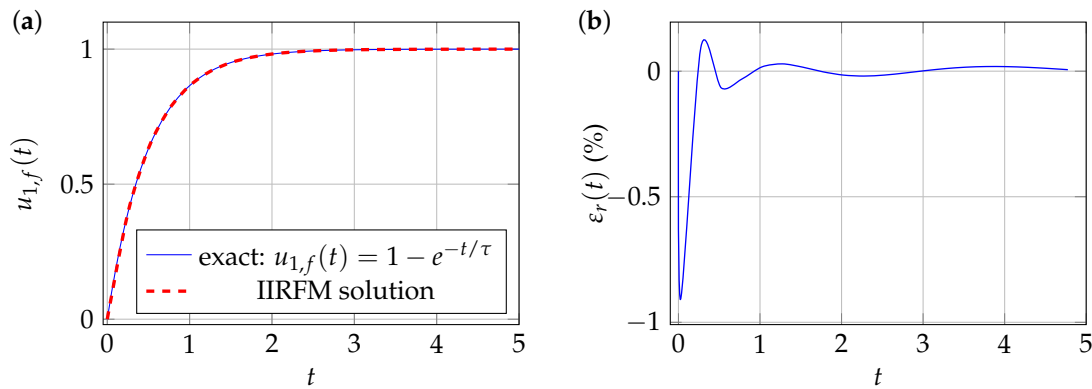 (a)
1
0.5
0
u₁,f(t)
exact: u₁,f(t) = 1 − e^{−t/τ}
IIRFM solution
0 1 2 3 4 5
t
(b)
0
−0.5
−1
εᵣ(t) (%)
0 1 2 3 4 5
t